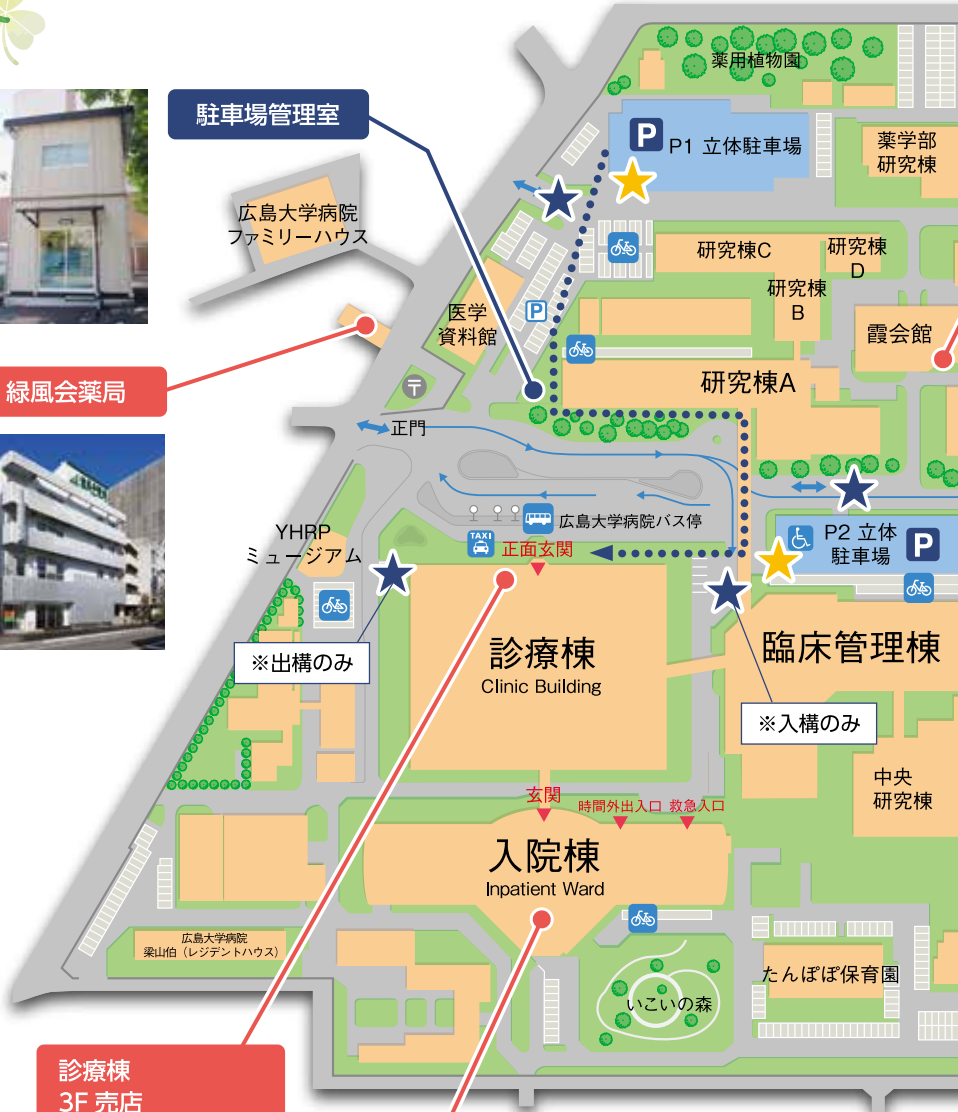 駐車場管理室
薬用植物園
P
P1 立体駐車場
薬学部
研究棟
広島大学病院
ファミリーハウス
研究棟C
研究棟
D
研究棟
B
医学
資料館
P
霞会館
緑風会薬局
研究棟A
〒
正門
広島大学病院バス停
TAXI
正面玄関
P2 立体
駐車場
P
YHRP
ミュージアム
※出構のみ
診療棟
Clinic Building
臨床管理棟
※入構のみ
中央
研究棟
玄関
時間外出入口
救急入口
入院棟
Inpatient Ward
広島大学病院
梁山伯（レジデントハウス）
たんぽぽ保育園
いこいの森
診療棟
3F 売店